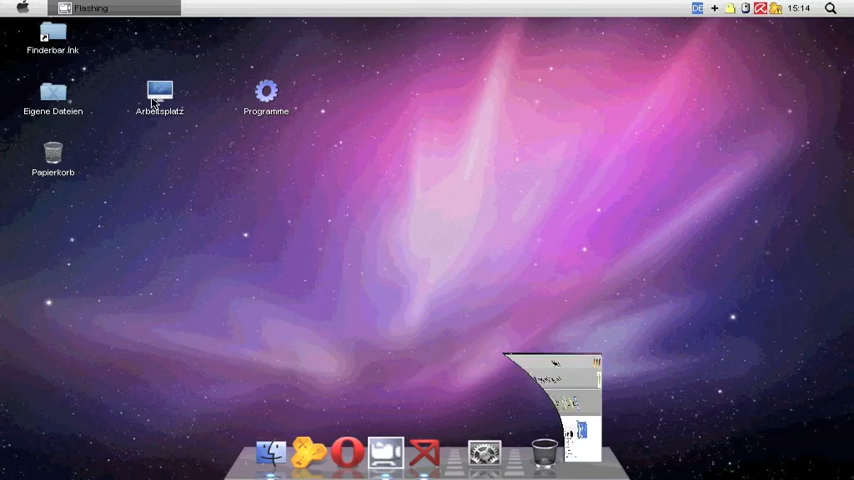 Flashing
DE
15:14
Finderbar.lnk
Eigene Dateien
Arbeitsplatz
Programme
Papierkorb